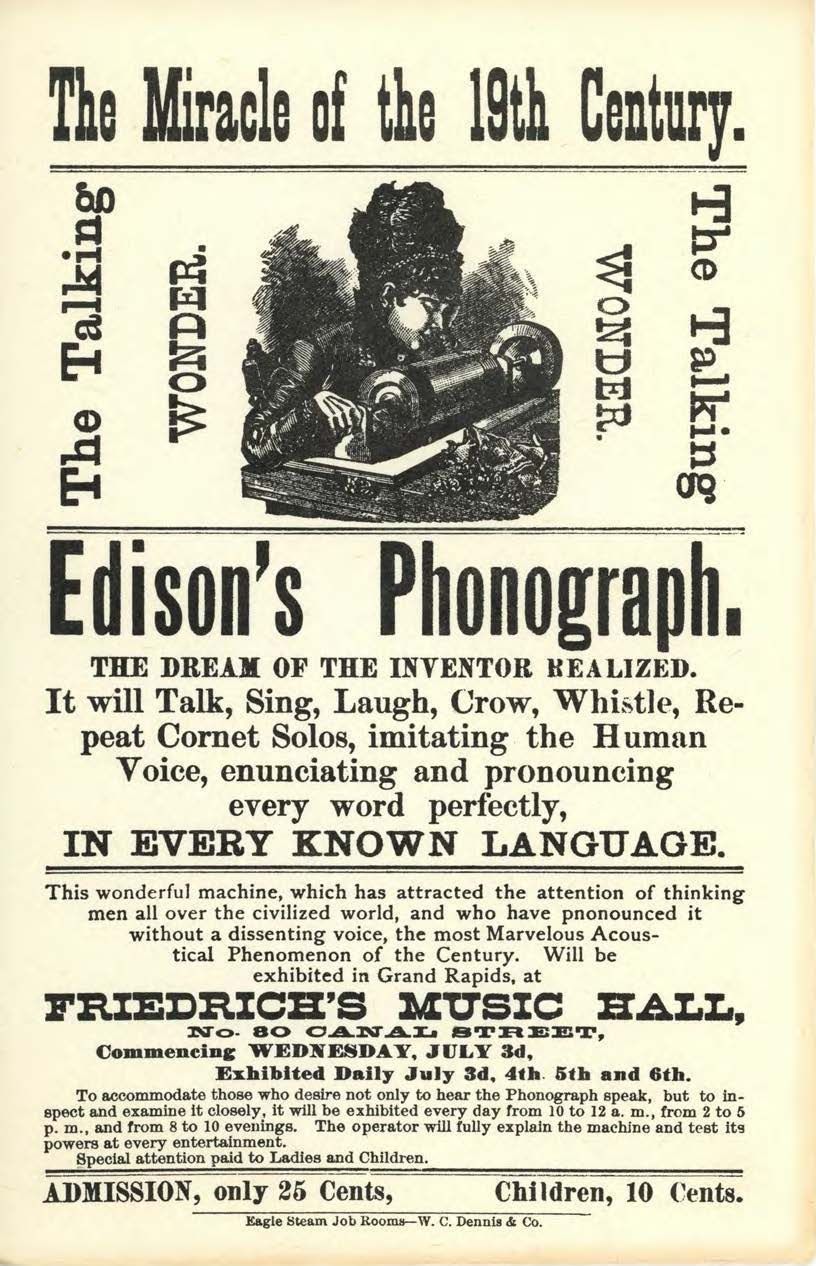 The Miracle of the 19th Century.
The Talking
WONDER.
WONDER.
The Talking
Edison's Phonograph.
THE DREAM OF THE INVENTOR REALIZED.
It will Talk, Sing, Laugh, Crow, Whistle, Re-
peat Cornet Solos, imitating the Human
Voice, enunciating and pronouncing
every word perfectly,
IN EVERY KNOWN LANGUAGE.
This wonderful machine, which has attracted the attention of thinking
men all over the civilized world, and who have pnonounced it
without a dissenting voice, the most Marvelous Acous-
tical Phenomenon of the Century. Will be
exhibited in Grand Rapids, at
FRIEDRICH'S MUSIC HALL,
No. 80 CANAL STREET,
Commencing WEDNESDAY, JULY 3d,
Exhibited Daily July 3d, 4th. 5th and 6th.
To accommodate those who desire not only to hear the Phonograph speak, but to in-
spect and examine it closely, it will be exhibited every day from 10 to 12 a. m., from 2 to 5
p. m., and from 8 to 10 evenings. The operator will fully explain the machine and test its
powers at every entertainment.
Special attention paid to Ladies and Children.
ADMISSION, only 25 Cents, Children, 10 Cents.
Eagle Steam Job Rooms—W. C. Dennis & Co.